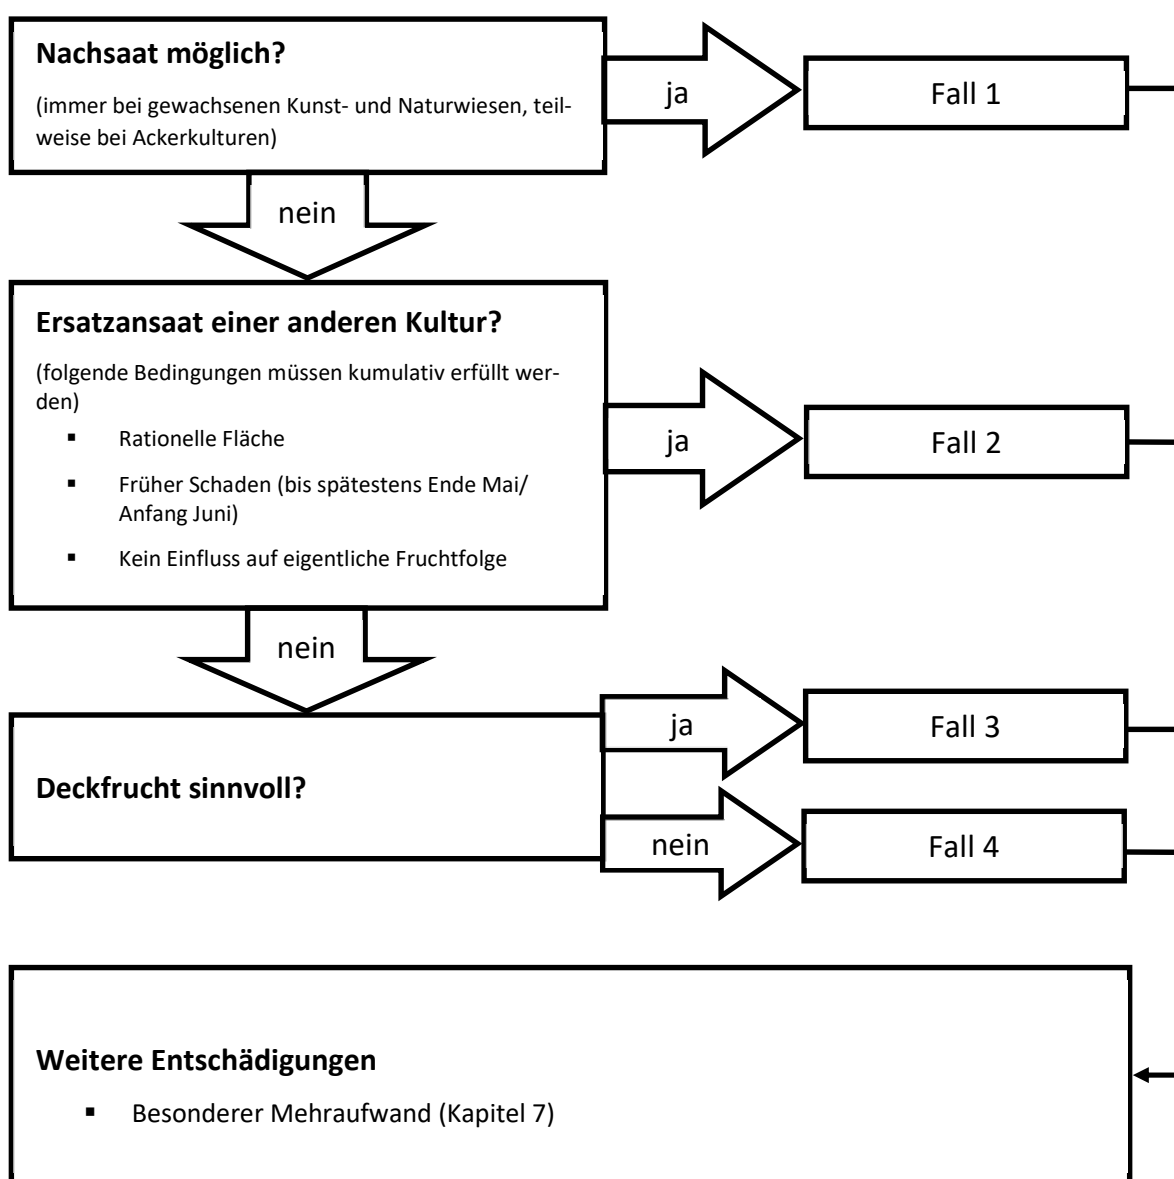 Nachsaat möglich?
(immer bei gewachsenen Kunst- und Naturwiesen, teil-
weise bei Ackerkulturen)
ja
Fall 1
nein
Ersatzansaat einer anderen Kultur?
(folgende Bedingungen müssen kumulativ erfüllt wer-
den)
▪ Rationelle Fläche
▪ Früher Schaden (bis spätestens Ende Mai/
Anfang Juni)
▪ Kein Einfluss auf eigentliche Fruchtfolge
ja
Fall 2
nein
Deckfrucht sinnvoll?
ja
Fall 3
nein
Fall 4
Weitere Entschädigungen
▪ Besonderer Mehraufwand (Kapitel 7)